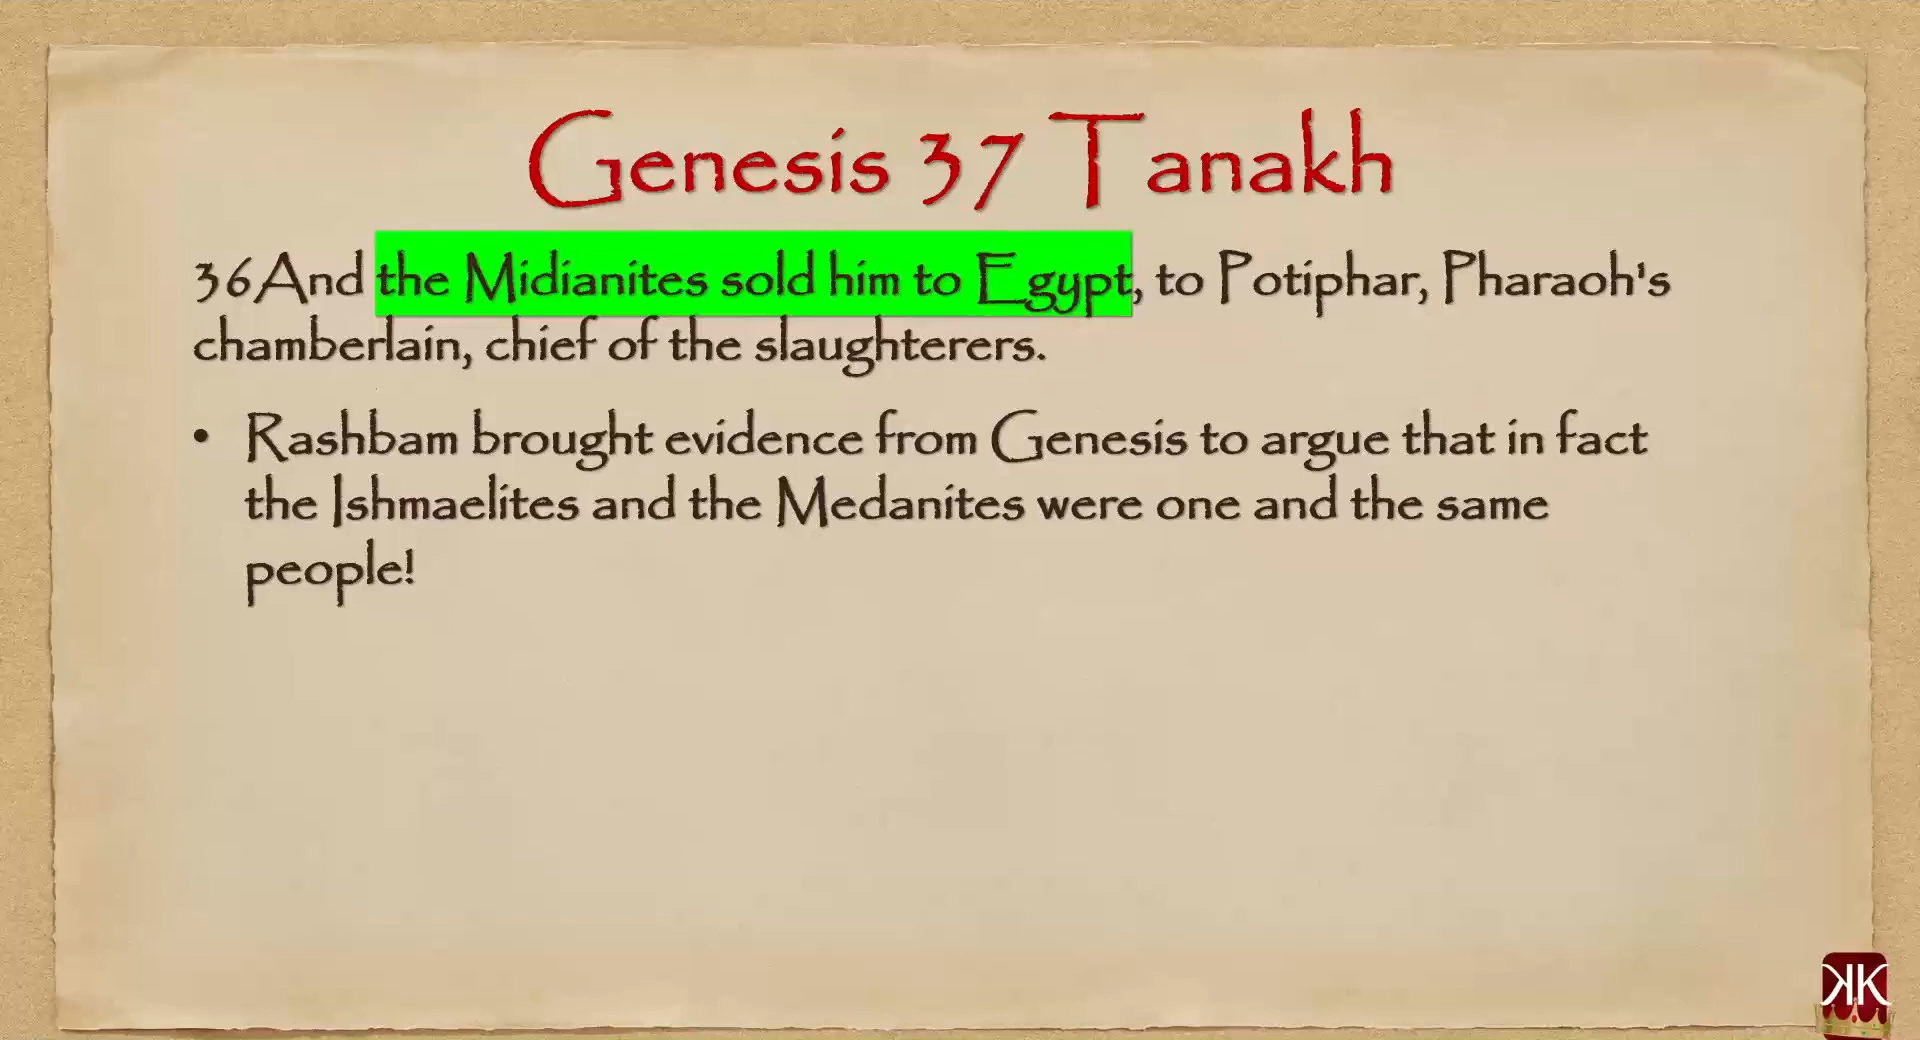 Genesis 37 Tanakh
36And the Midianites sold him to Egypt, to Potiphar, Pharaoh's
chamberlain, chief of the slaughterers.
• Rashbam brought evidence from Genesis to argue that in fact
the Ishmaelites and the Medanites were one and the same
people!
KK